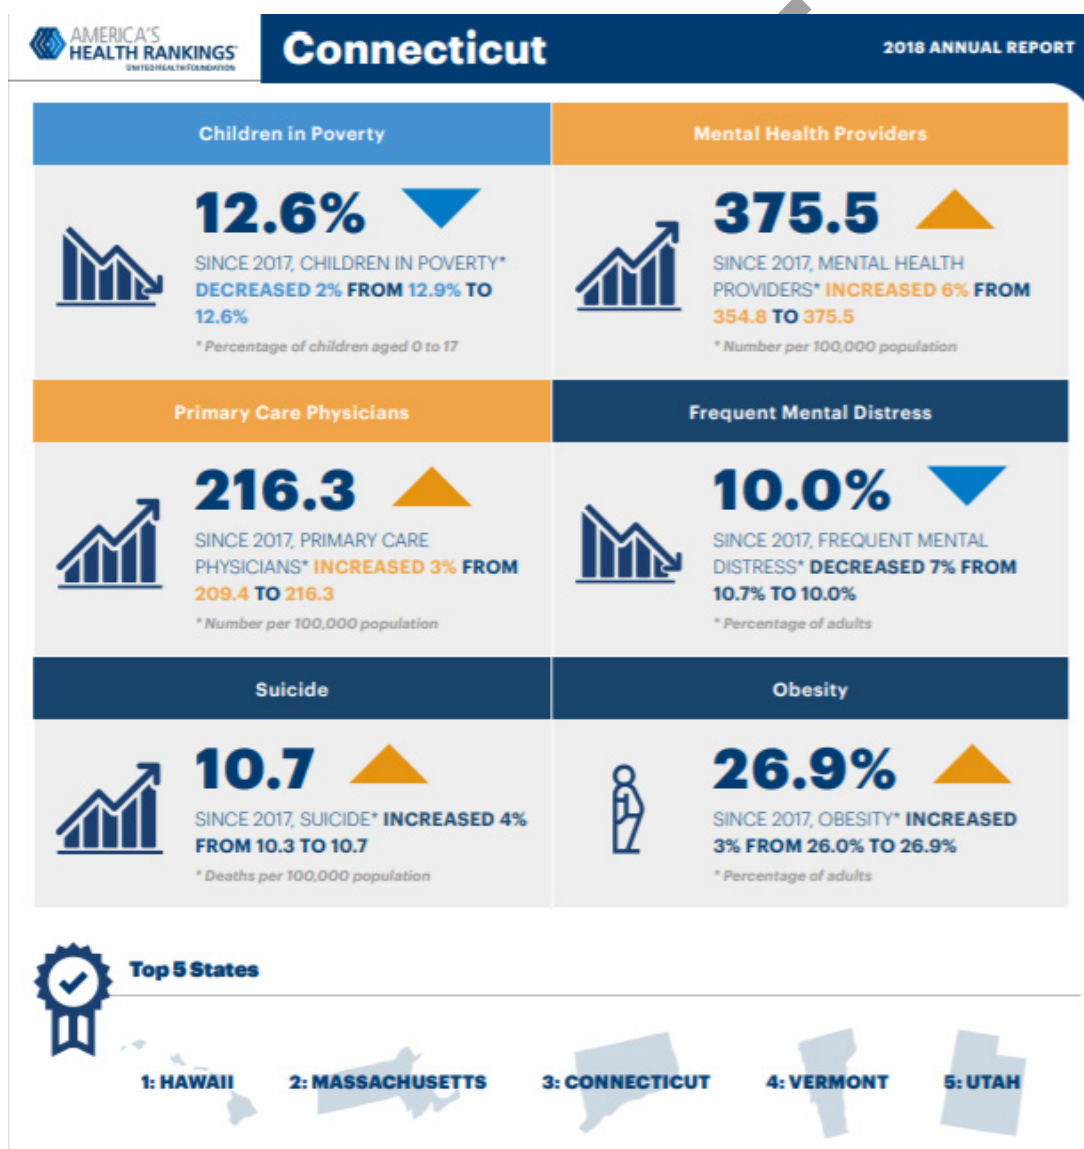 AMERICA'S
HEALTH RANKINGS
UNITED HEALTH FOUNDATION
Connecticut
2018 ANNUAL REPORT
Children in Poverty
12.6%
SINCE 2017, CHILDREN IN POVERTY*
DECREASED 2% FROM 12.9% TO
12.6%
* Percentage of children aged 0 to 17
Mental Health Providers
375.5
SINCE 2017, MENTAL HEALTH
PROVIDERS* INCREASED 6% FROM
354.8 TO 375.5
* Number per 100,000 population
Primary Care Physicians
216.3
SINCE 2017, PRIMARY CARE
PHYSICIANS* INCREASED 3% FROM
209.4 TO 216.3
* Number per 100,000 population
Frequent Mental Distress
10.0%
SINCE 2017, FREQUENT MENTAL
DISTRESS* DECREASED 7% FROM
10.7% TO 10.0%
* Percentage of adults
Suicide
10.7
SINCE 2017, SUICIDE* INCREASED 4%
FROM 10.3 TO 10.7
* Deaths per 100,000 population
Obesity
26.9%
SINCE 2017, OBESITY* INCREASED
3% FROM 26.0% TO 26.9%
* Percentage of adults
Top 5 States
1: HAWAII
2: MASSACHUSETTS
3: CONNECTICUT
4: VERMONT
5: UTAH